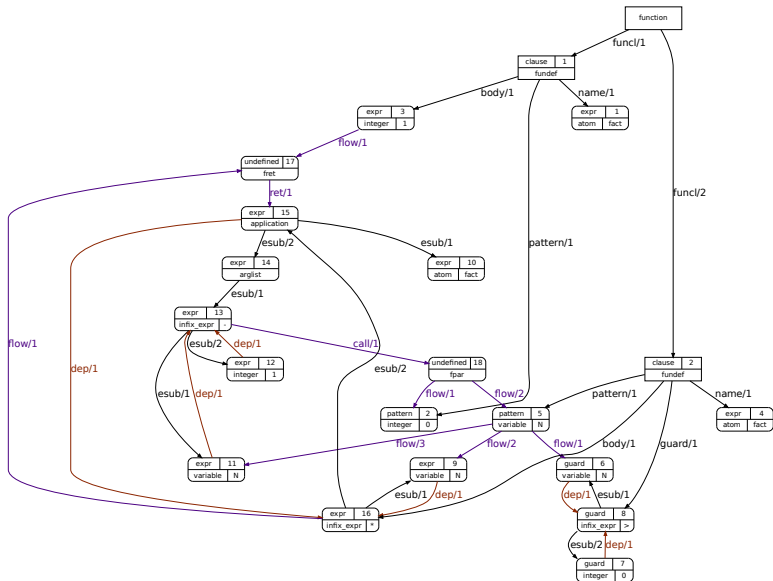 function
funcl/1
clause 1
fundef
body/1
name/1
expr 3
integer 1
expr 1
atom fact
flow/1
undefined 17
fret
ret/1
funcl/2
expr 15
application
esub/2
esub/1
pattern/1
expr 14
arglist
expr 10
atom fact
esub/1
expr 13
infix_expr -
flow/1
dep/1
esub/2
dep/1
call/1
esub/2
expr 12
integer 1
undefined 18
fpar
clause 2
fundef
esub/1
dep/1
flow/1
flow/2
pattern/1
name/1
pattern 2
integer 0
pattern 5
variable N
expr 4
atom fact
flow/3
flow/2
flow/1
body/1
guard/1
expr 11
variable N
expr 9
variable N
guard 6
variable N
esub/1
dep/1
dep/1
esub/1
expr 16
infix_expr *
guard 8
infix_expr >
esub/2
dep/1
guard 7
integer 0